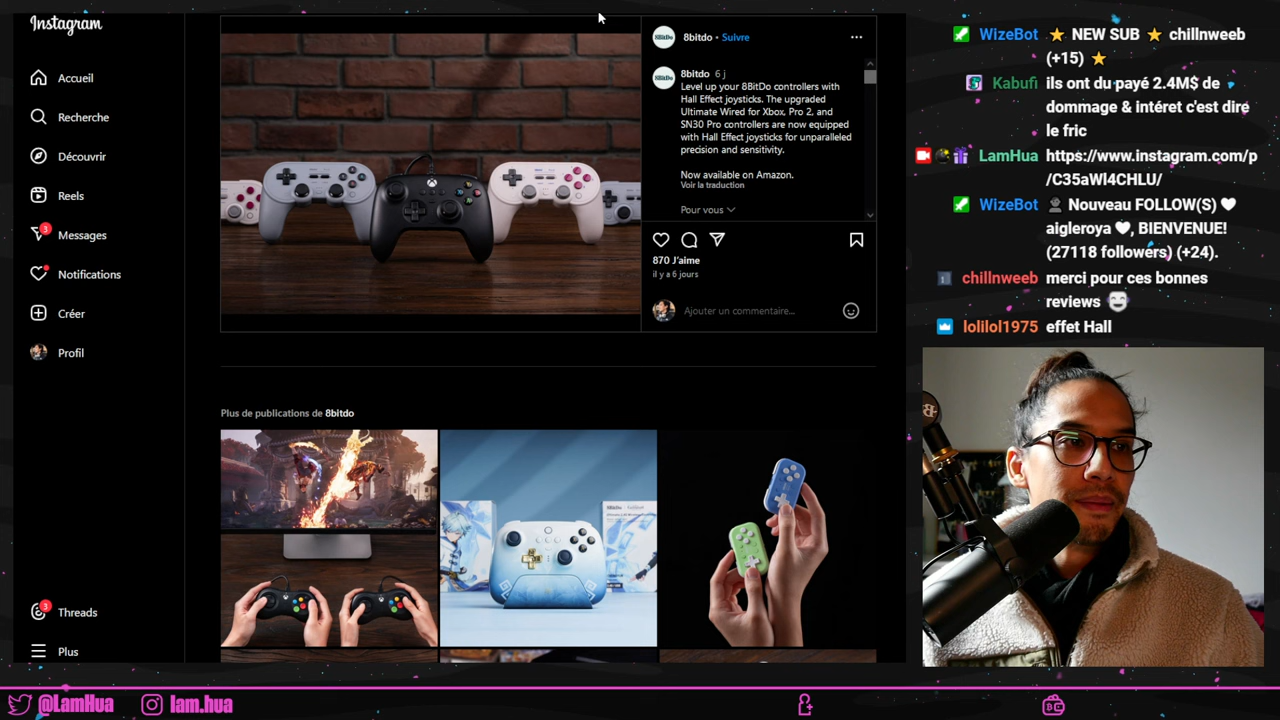 Instagram
Accueil
Recherche
Découvrir
Reels
3
Messages
Notifications
Créer
Profil
3
Threads
Plus
8bitdo • Suivre
8bitdo 6 j
Level up your 8BitDo controllers with
Hall Effect joysticks. The upgraded
Ultimate Wired for Xbox, Pro 2, and
SN30 Pro controllers are now equipped
with Hall Effect joysticks for unparalleled
precision and sensitivity.
Now available on Amazon.
Voir la traduction
Pour vous
870 J’aime
il y a 6 jours
Ajouter un commentaire...
Plus de publications de 8bitdo
WizeBot ⭐ NEW SUB ⭐ chillnweeb
(+15) ⭐
Kabufi ils ont du payé 2.4M$ de
dommage & intéret c'est dire
le fric
LamHua https://www.instagram.com/p
/C35aWl4CHLU/
WizeBot Nouveau FOLLOW(S)
aigleroya , BIENVENUE!
(27118 followers) (+24).
chillnweeb merci pour ces bonnes
reviews
lolilol1975 effet Hall
@LamHua lam.hua